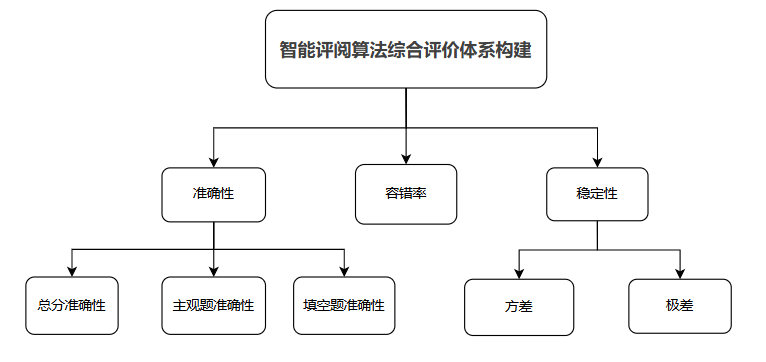 智能评阅算法综合评价体系构建
准确性
容错率
稳定性
总分准确性
主观题准确性
填空题准确性
方差
极差